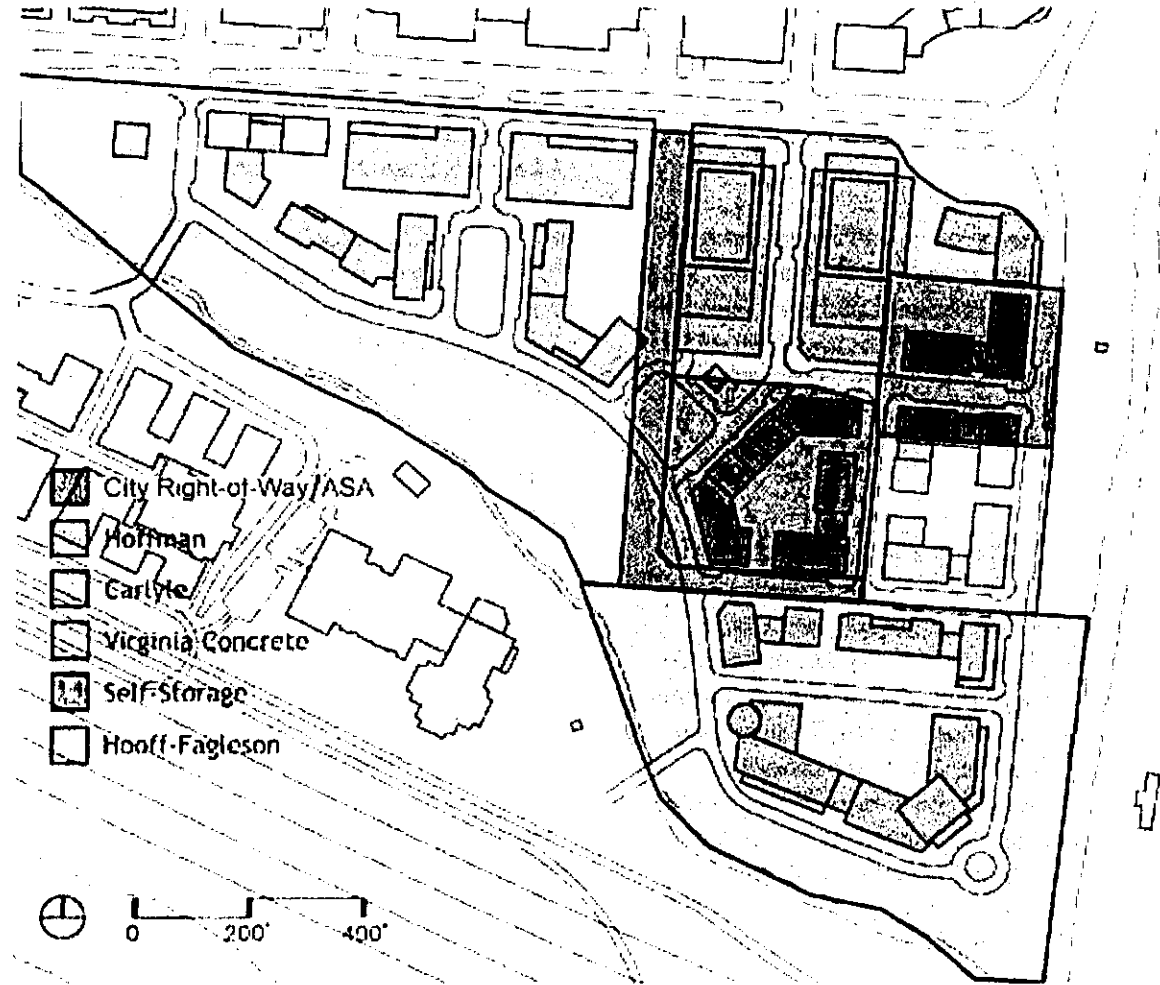 City Right-of-Way/ASA
Hoffman
Carlyle
Virginia Concrete
Self-Storage
Hooff-Fagleson
0 200' 400'